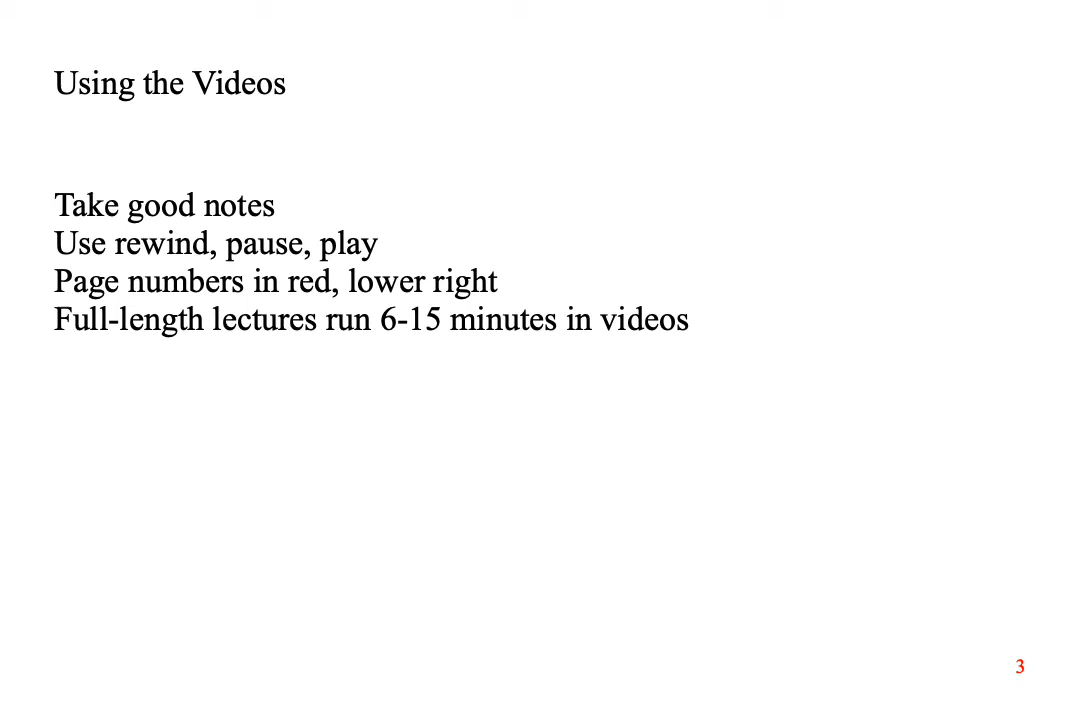 Using the Videos
Take good notes
Use rewind, pause, play
Page numbers in red, lower right
Full-length lectures run 6-15 minutes in videos
3